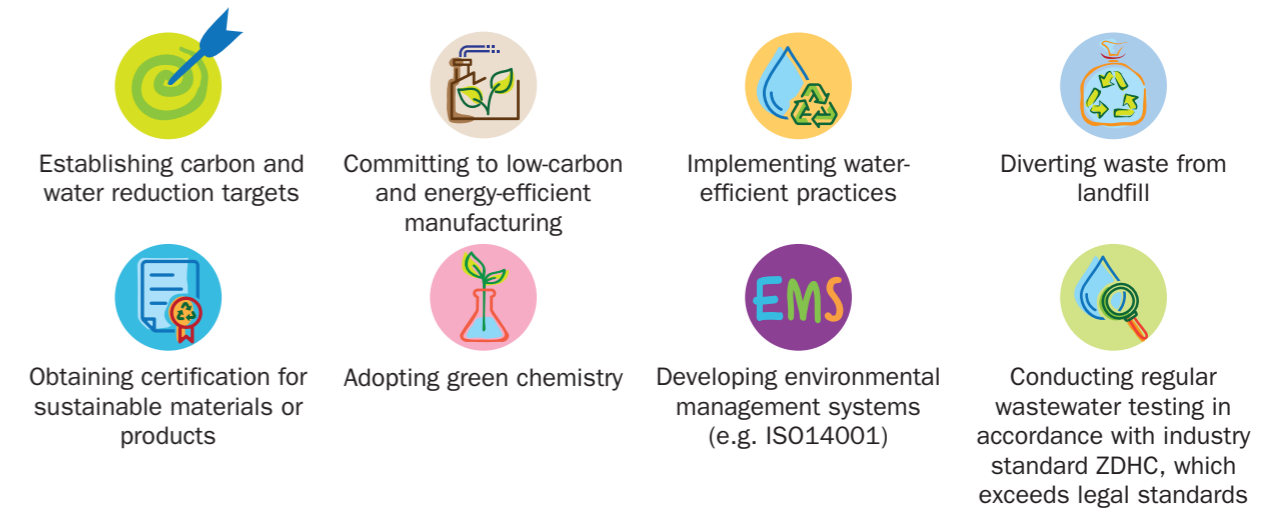 Establishing carbon and
water reduction targets
Committing to low-carbon
and energy-efficient
manufacturing
Implementing water-
efficient practices
Diverting waste from
landfill
Obtaining certification for
sustainable materials or
products
Adopting green chemistry
EMS
Developing environmental
management systems
(e.g. ISO14001)
Conducting regular
wastewater testing in
accordance with industry
standard ZDHC, which
exceeds legal standards